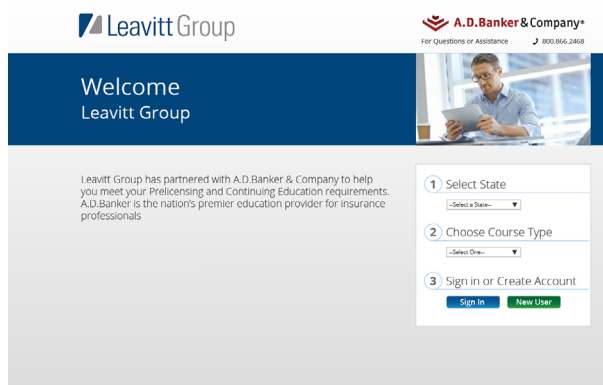 Leavitt Group
A.D.Banker & Company®
For Questions or Assistance 800.866.2468
Welcome
Leavitt Group
Leavitt Group has partnered with A.D.Banker & Company to help
you meet your Prelicensing and Continuing Education requirements.
A.D.Banker is the nation's premier education provider for insurance
professionals
1 Select State
--Select a State-- ▼
2 Choose Course Type
--Select One-- ▼
3 Sign in or Create Account
Sign In New User